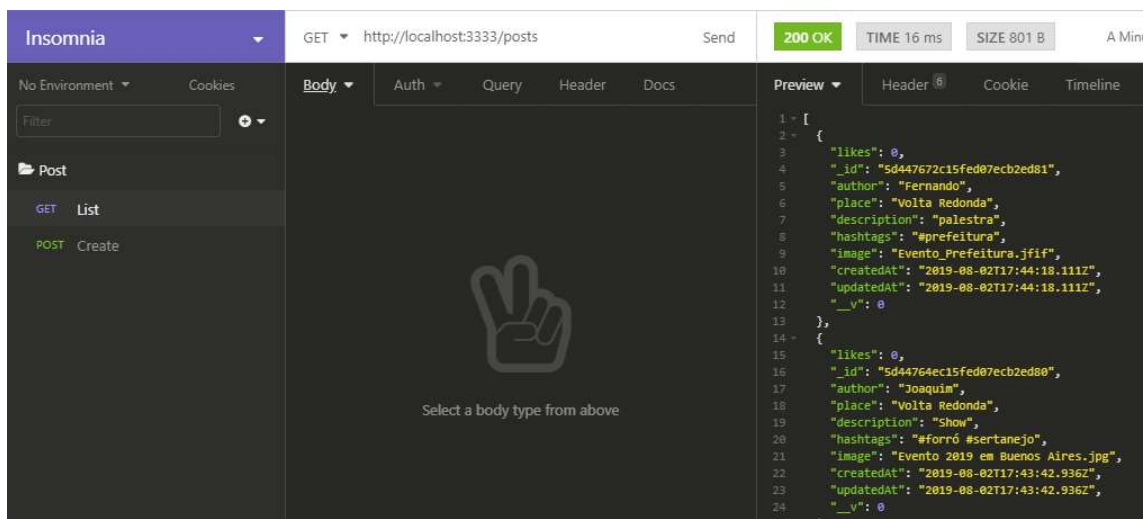 Insomnia
GET http://localhost:3333/posts Send
200 OK TIME 16 ms SIZE 801 B A Min
No Environment Cookies
Body Auth Query Header Docs
Preview Header 6 Cookie Timeline
Filter
Post
GET List
POST Create
Select a body type from above
1 [
2 {
3 "likes": 0,
4 "_id": "5d447672c15fed07ecb2ed81",
5 "author": "Fernando",
6 "place": "Volta Redonda",
7 "description": "palestra",
8 "hashtags": "#prefeitura",
9 "image": "Evento_Prefeitura.jfif",
10 "createdAt": "2019-08-02T17:44:18.111Z",
11 "updatedAt": "2019-08-02T17:44:18.111Z",
12 "__v": 0
13 },
14 {
15 "likes": 0,
16 "_id": "5d44764ec15fed07ecb2ed80",
17 "author": "Joaquim",
18 "place": "Volta Redonda",
19 "description": "Show",
20 "hashtags": "#forró #sertanejo",
21 "image": "Evento 2019 em Buenos Aires.jpg",
22 "createdAt": "2019-08-02T17:43:42.936Z",
23 "updatedAt": "2019-08-02T17:43:42.936Z",
24 "__v": 0